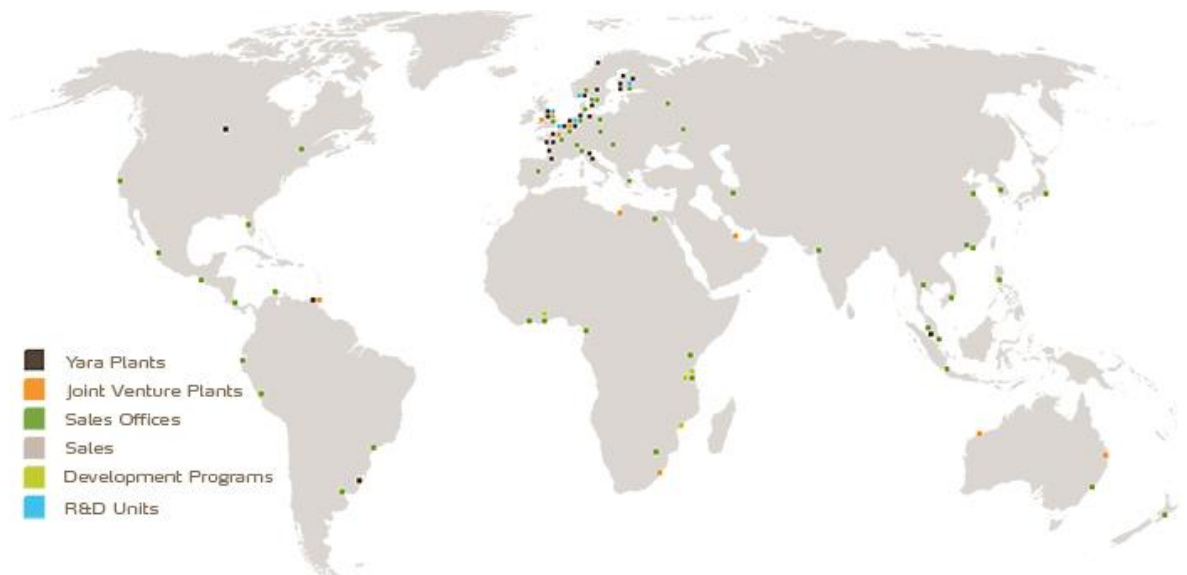 Yara Plants
Joint Venture Plants
Sales Offices
Sales
Development Programs
R&D Units